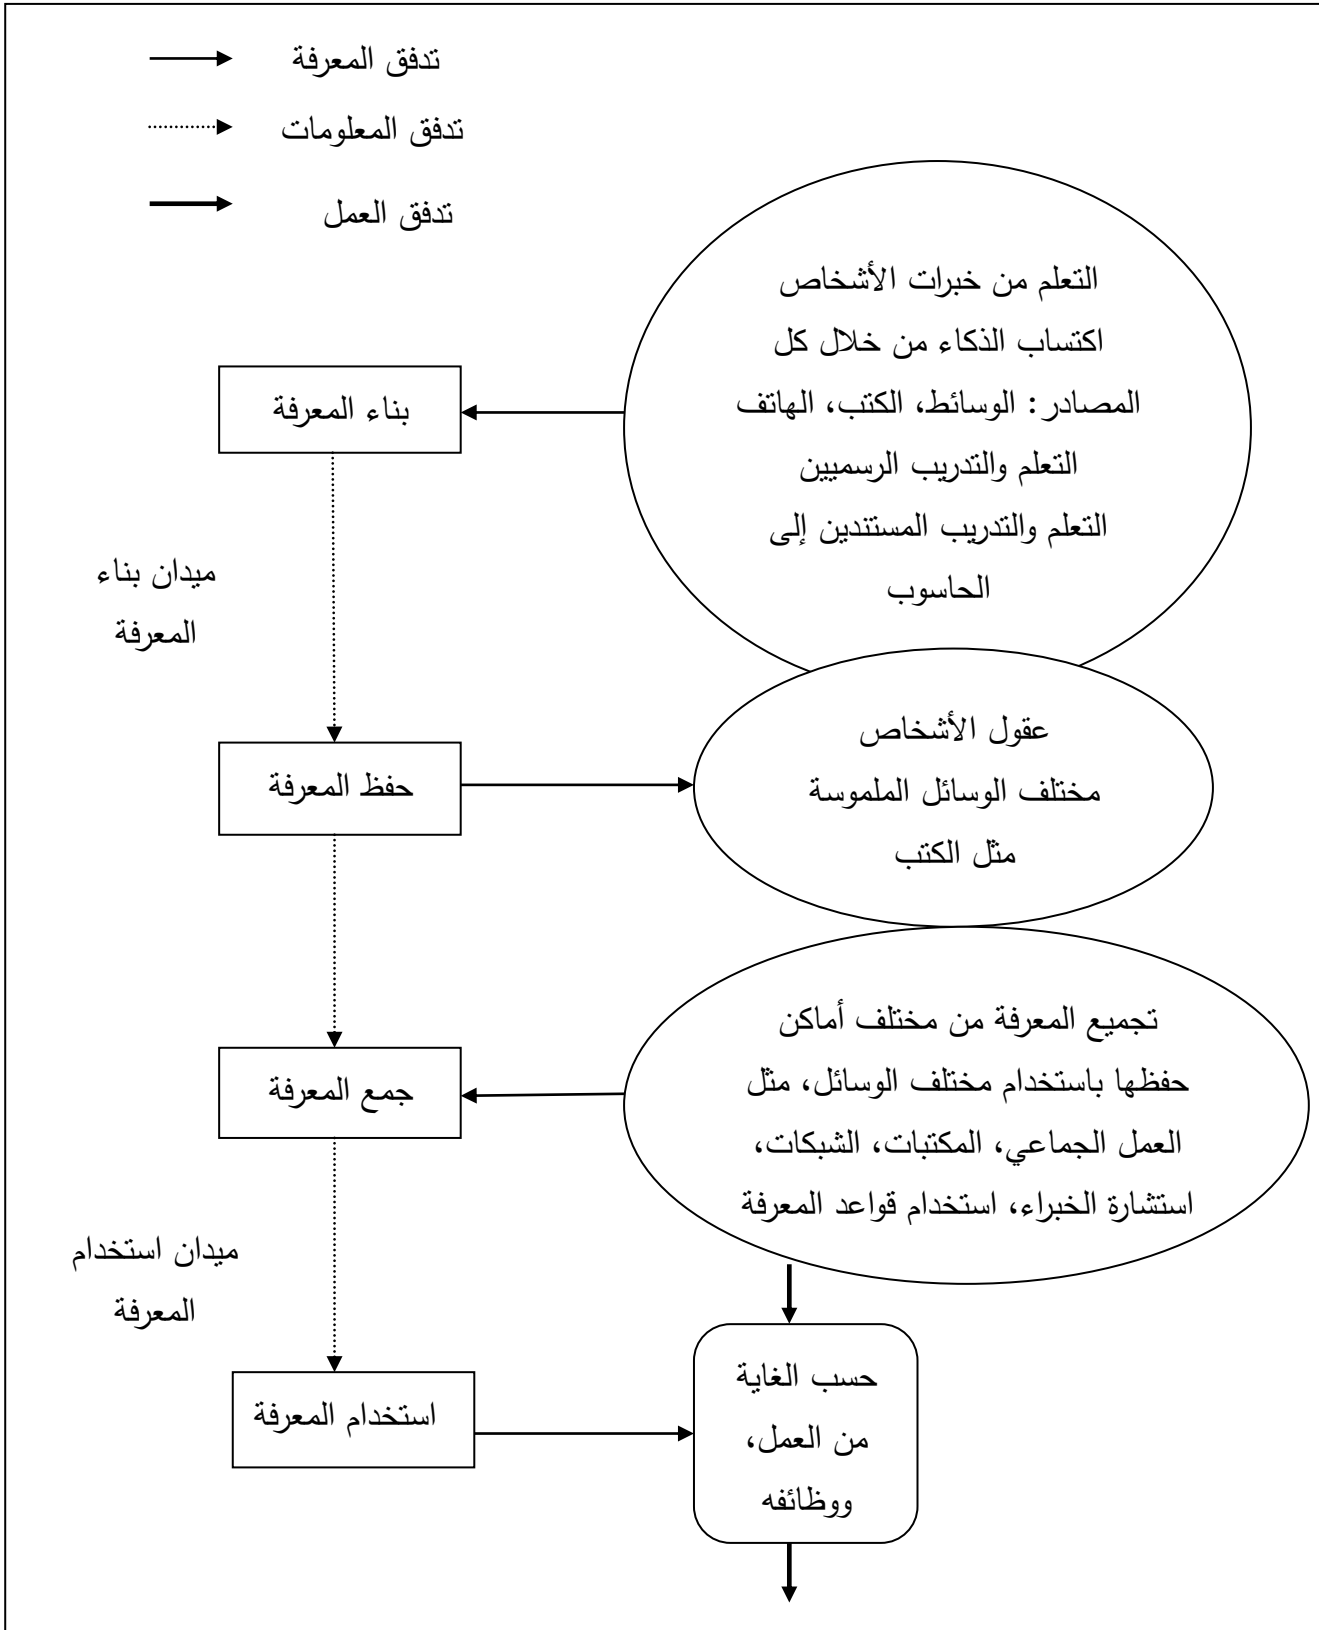 تدفق المعرفة
تدفق المعلومات
تدفق العمل
التعلم من خبرات الأشخاص
اكتساب الذكاء من خلال كل
المصادر : الوسائط، الكتب، الهاتف
التعلم والتدريب الرسميين
التعلم والتدريب المستندين إلى
الحاسوب
بناء المعرفة
ميدان بناء
المعرفة
عقول الأشخاص
مختلف الوسائل الملموسة
مثل الكتب
حفظ المعرفة
تجميع المعرفة من مختلف أماكن
حفظها باستخدام مختلف الوسائل، مثل
العمل الجماعي، المكتبات، الشبكات،
استشارة الخبراء، استخدام قواعد المعرفة
جمع المعرفة
ميدان استخدام
المعرفة
حسب الغاية
من العمل،
ووظائفه
استخدام المعرفة